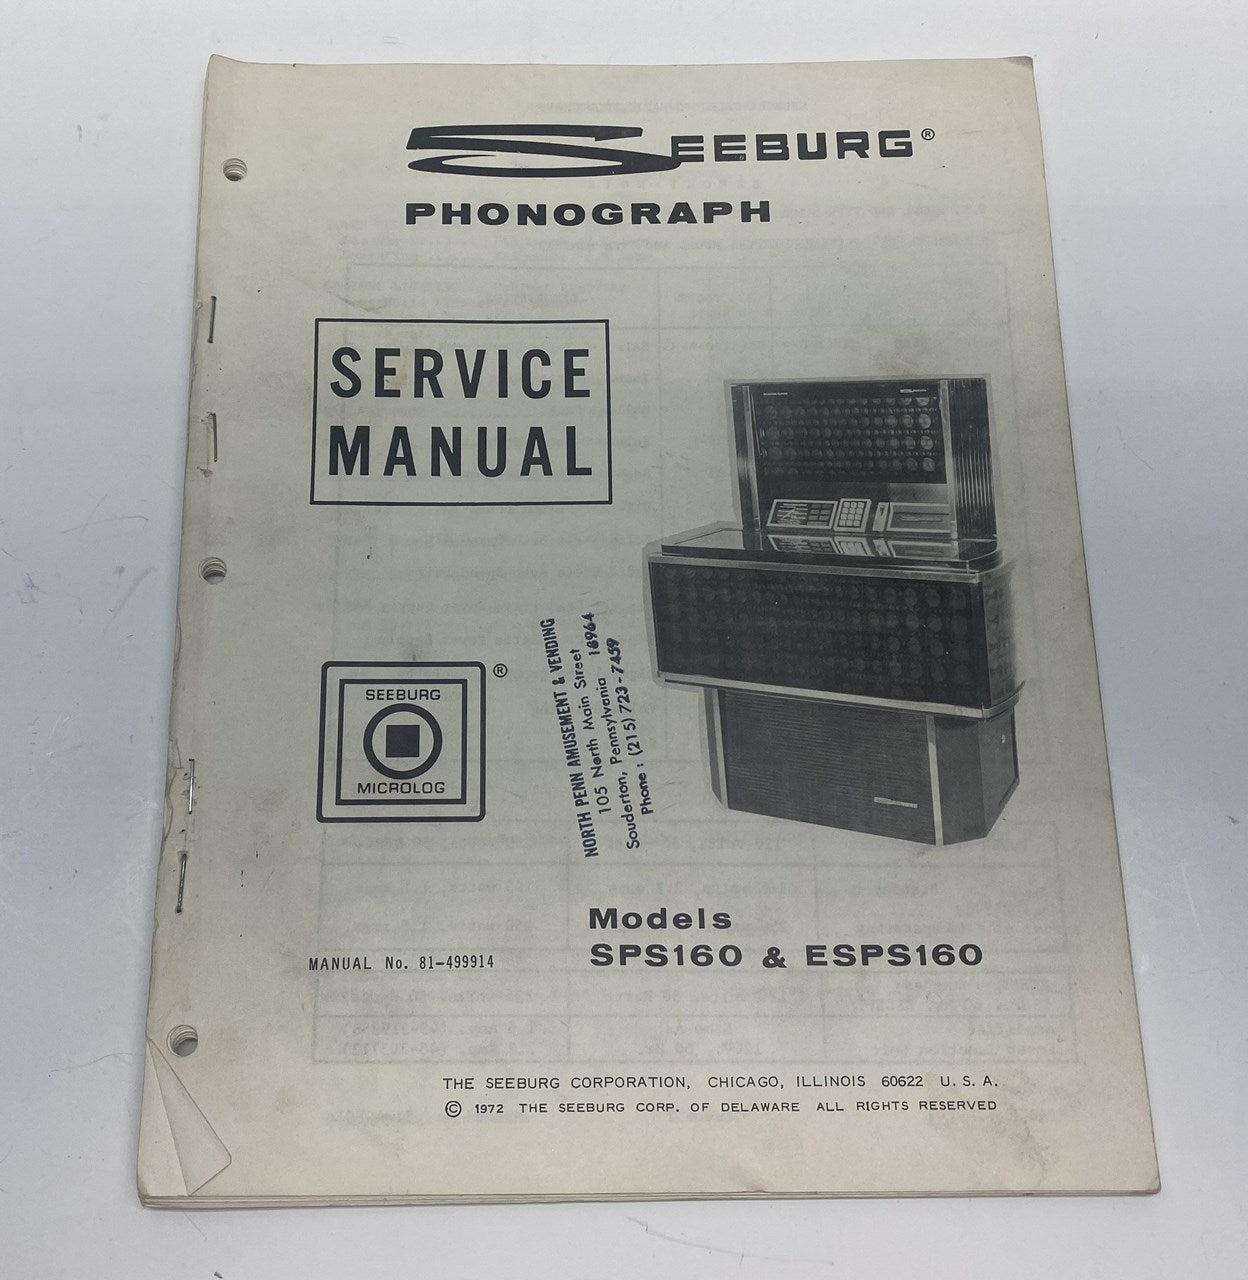 SEEBURG®
PHONOGRAPH
SERVICE
MANUAL
SEEBURG
MICROLOG
®
NORTH PENN AMUSEMENT & VENDING
105 North Main Street
Souderton, Pennsylvania 18964
Phone: (215) 723-7459
Models
SPS160 & ESPS160
MANUAL No. 81-499914
THE SEEBURG CORPORATION, CHICAGO, ILLINOIS 60622 U. S. A.
© 1972 THE SEEBURG CORP. OF DELAWARE ALL RIGHTS RESERVED